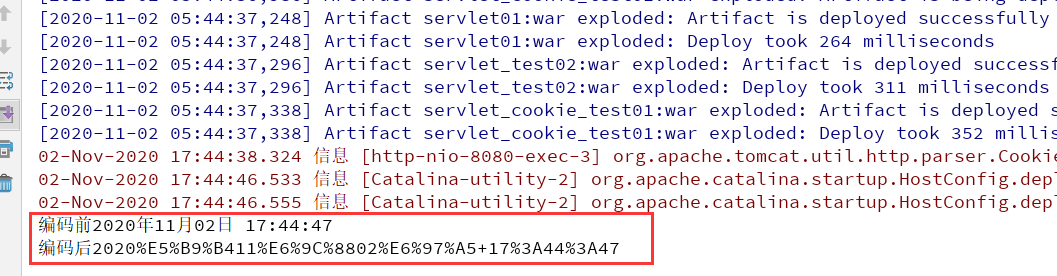 [2020-11-02 05:44:37,248] Artifact servlet01:war exploded: Artifact is deployed successfully
[2020-11-02 05:44:37,248] Artifact servlet01:war exploded: Deploy took 264 milliseconds
[2020-11-02 05:44:37,296] Artifact servlet_test02:war exploded: Artifact is deployed successf
[2020-11-02 05:44:37,296] Artifact servlet_test02:war exploded: Deploy took 311 milliseconds
[2020-11-02 05:44:37,338] Artifact servlet_cookie_test01:war exploded: Artifact is deployed s
[2020-11-02 05:44:37,338] Artifact servlet_cookie_test01:war exploded: Deploy took 352 millis
02-Nov-2020 17:44:38.324 信息 [http-nio-8080-exec-3] org.apache.tomcat.util.http.parser.Cookie
02-Nov-2020 17:44:46.533 信息 [Catalina-utility-2] org.apache.catalina.startup.HostConfig.depl
02-Nov-2020 17:44:46.555 信息 [Catalina-utility-2] org.apache.catalina.startup.HostConfig.depl
编码前2020年11月02日 17:44:47
编码后2020%E5%B9%B411%E6%9C%8802%E6%97%A5+17%3A44%3A47